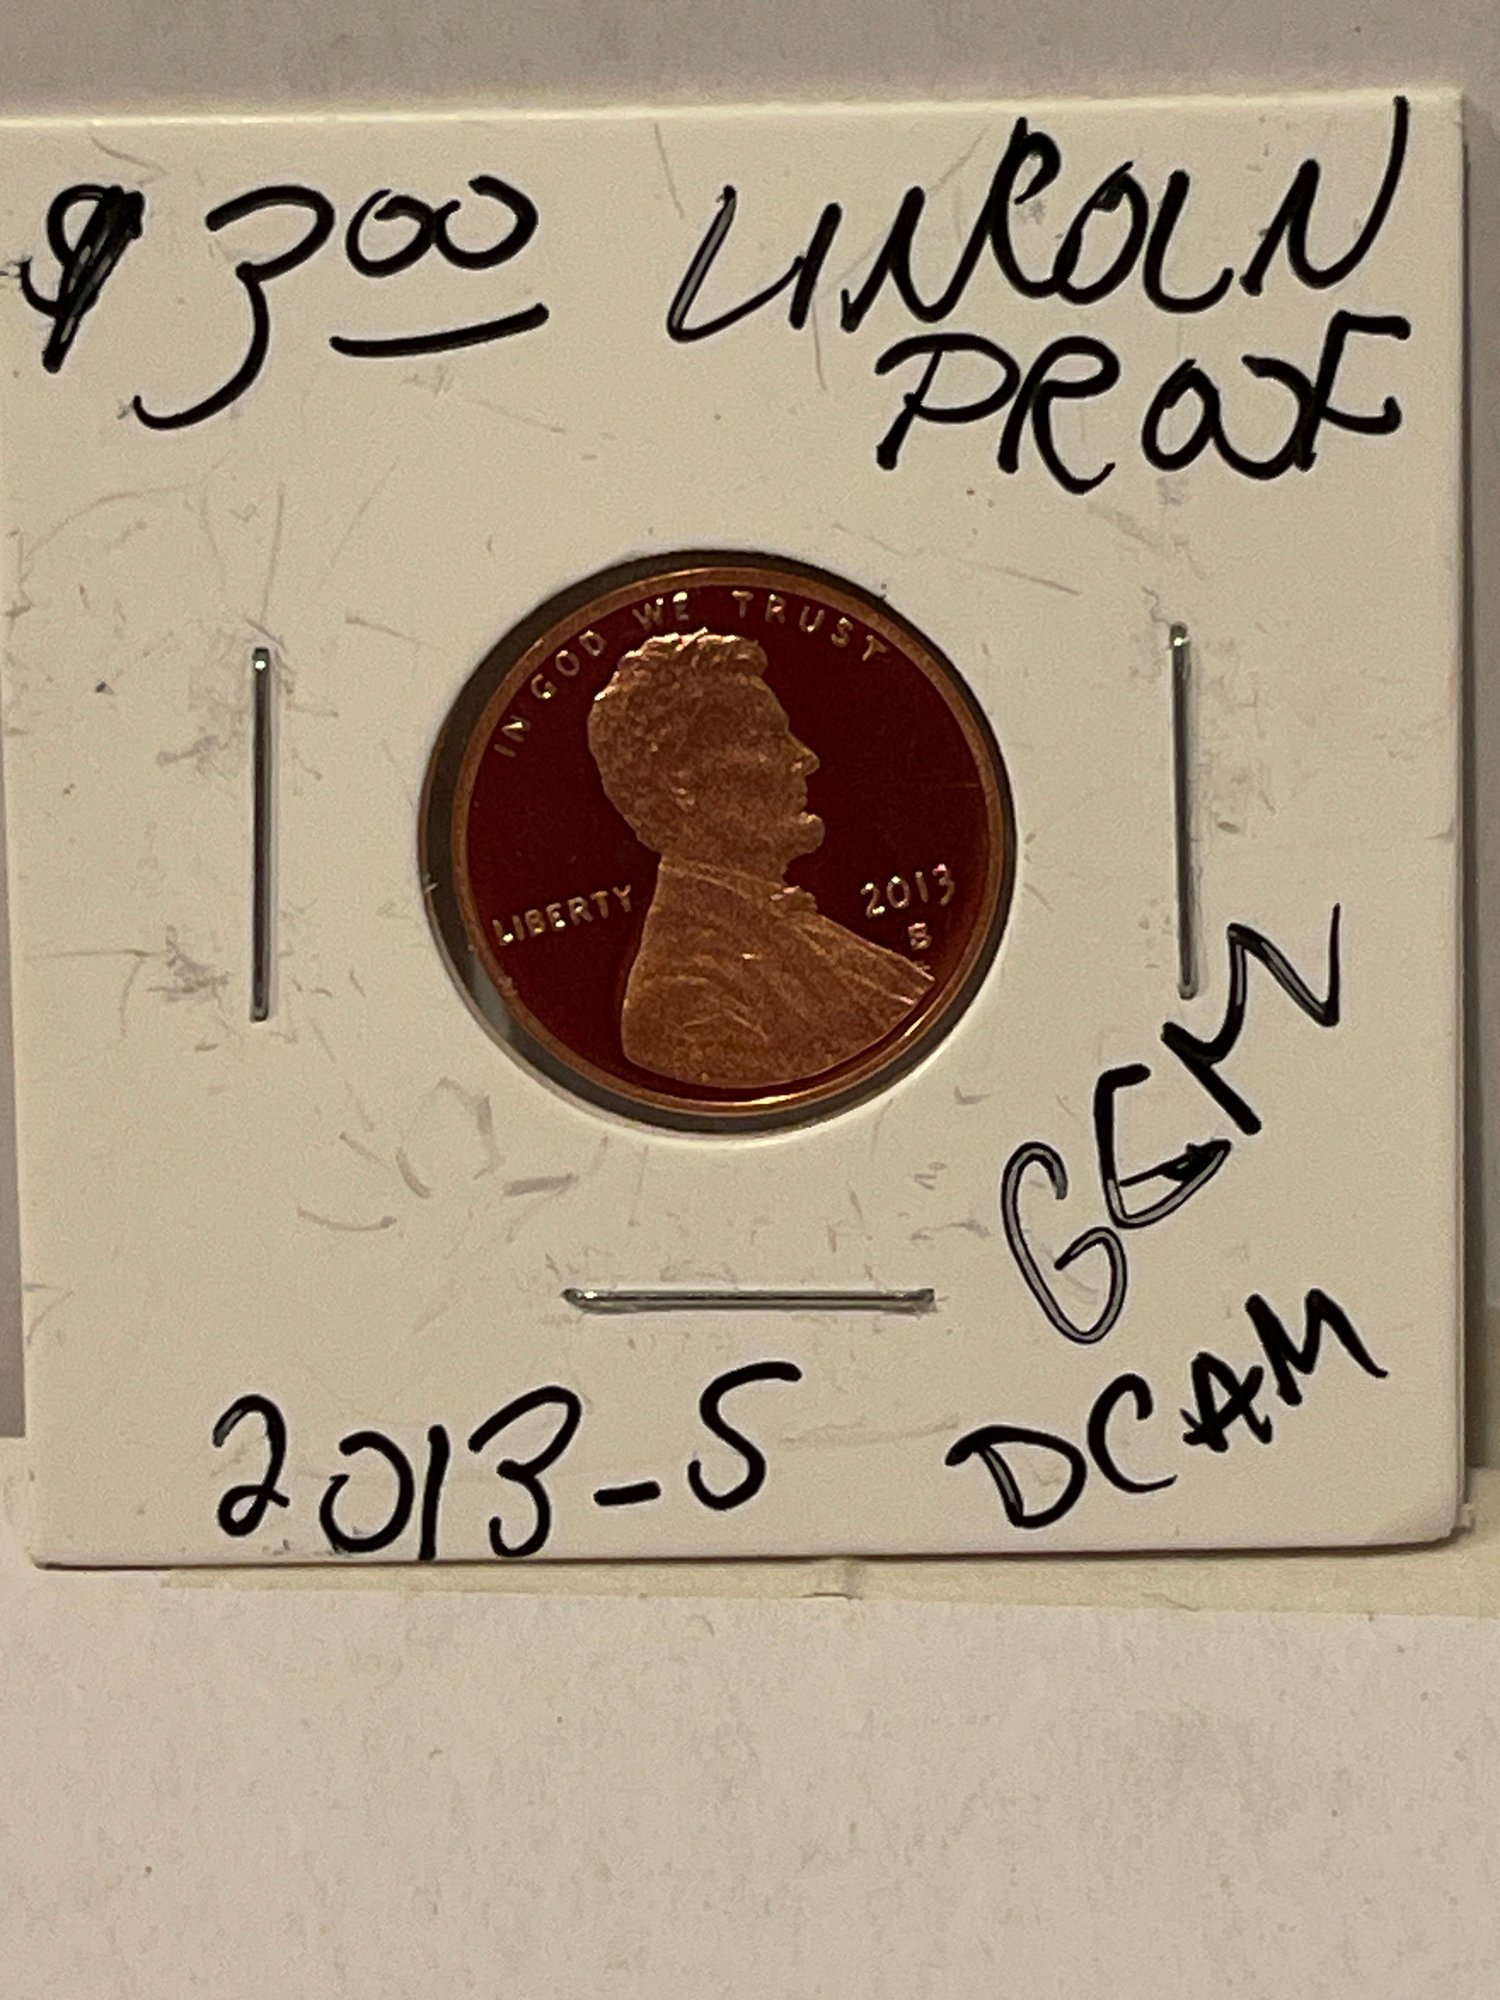 $3.00 LINCOLN
PROOF
IN GOD WE TRUST
LIBERTY
2013
S
GEM
DCAM
2013-S